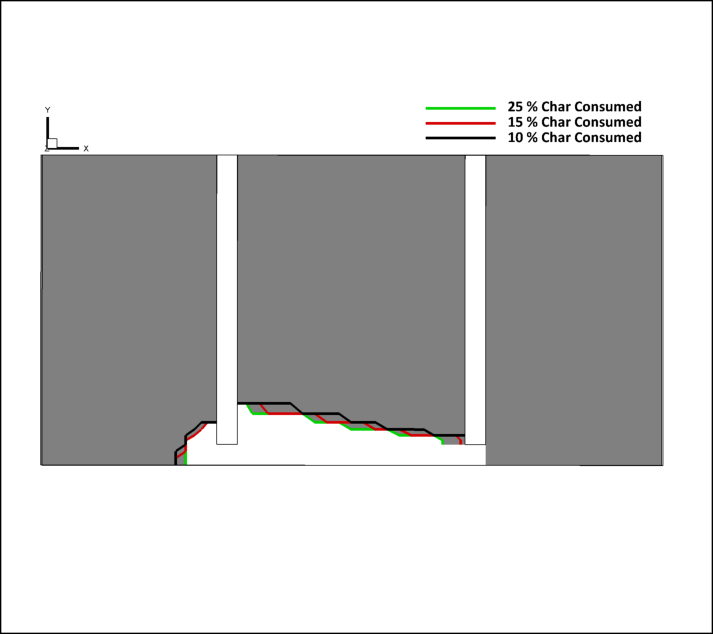 Y
Z X
25 % Char Consumed
15 % Char Consumed
10 % Char Consumed